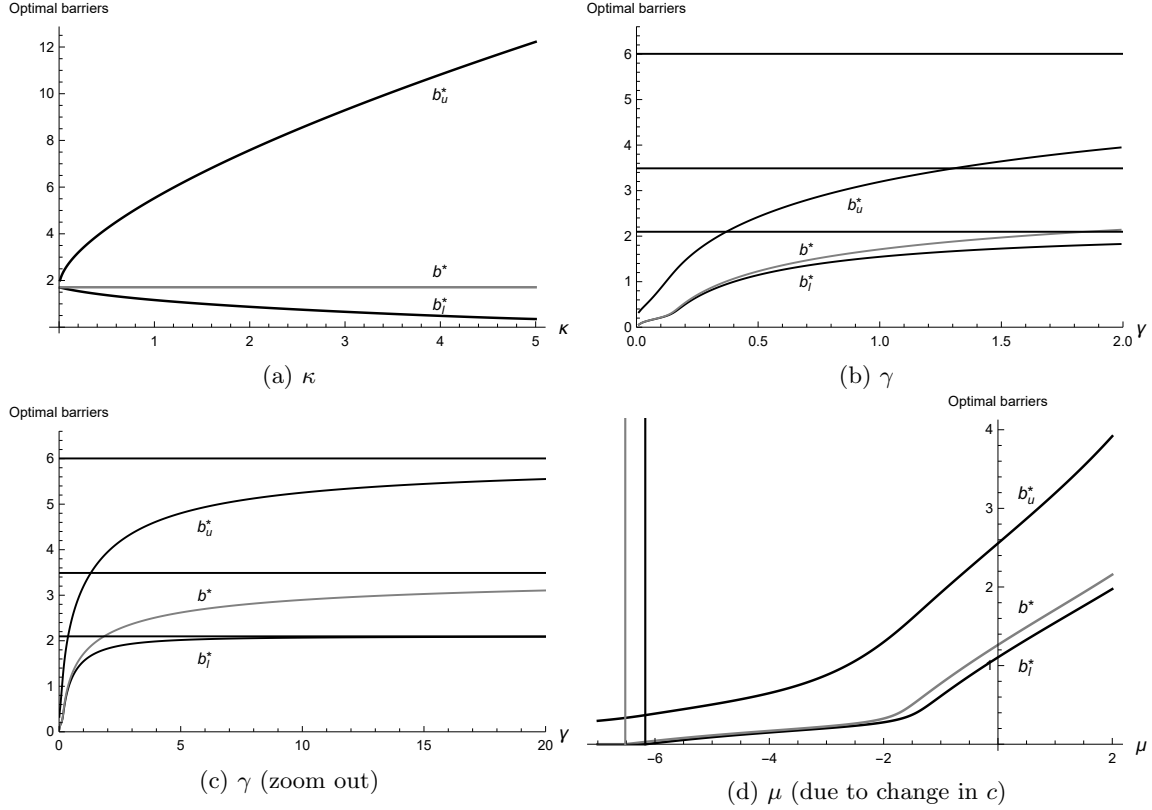 Optimal barriers
12
10
8
6
4
2
b*u
b*
b*l
1 2 3 4 5 κ
(a) κ
Optimal barriers
6
5
4
3
2
1
0
b*u
b*
b*l
0.0 0.5 1.0 1.5 2.0 γ
(b) γ
Optimal barriers
6
5
4
3
2
1
0
b*u
b*
b*l
0 5 10 15 20 γ
(c) γ (zoom out)
Optimal barriers
4
3
2
1
b*u
b*
b*l
-6 -4 -2 2 μ
(d) μ (due to change in c)